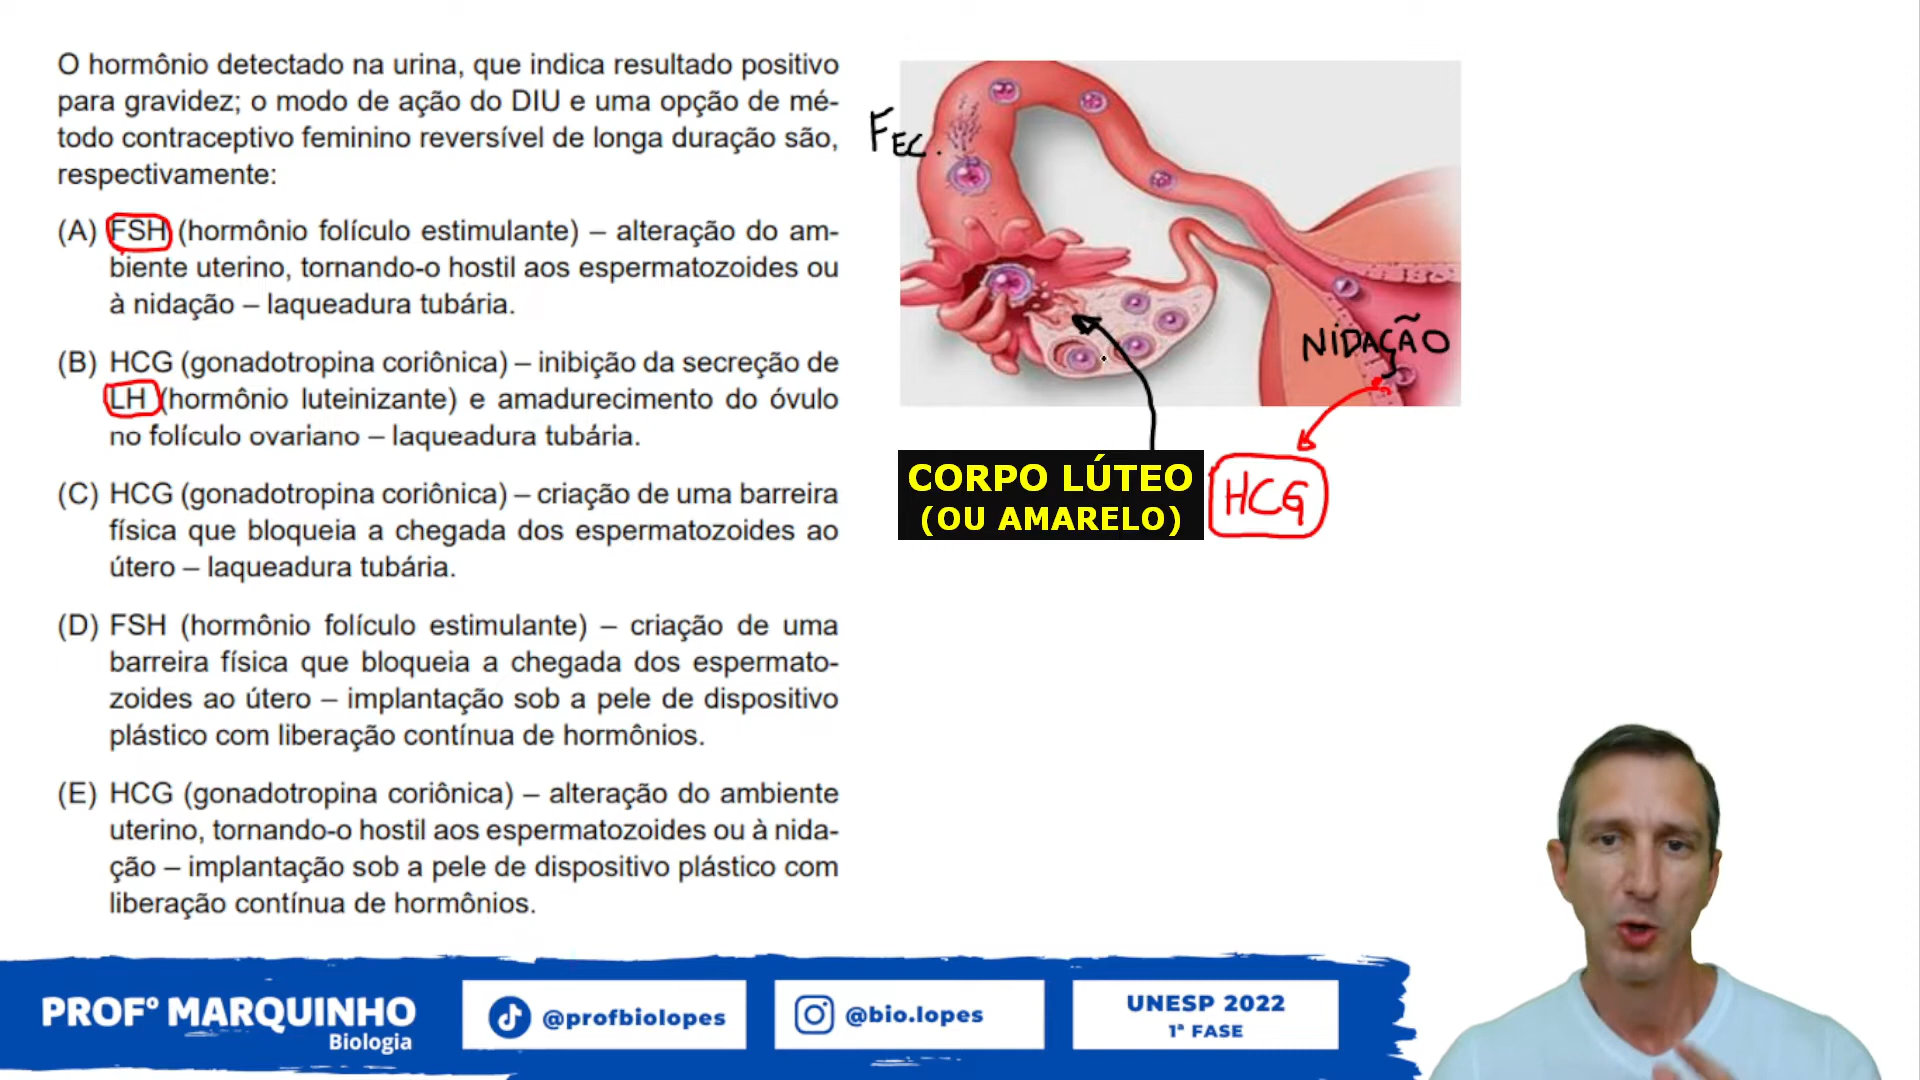 O hormônio detectado na urina, que indica resultado positivo
para gravidez; o modo de ação do DIU e uma opção de mé-
todo contraceptivo feminino reversível de longa duração são,
respectivamente:
(A) FSH (hormônio folículo estimulante) – alteração do am-
biente uterino, tornando-o hostil aos espermatozoides ou
à nidação – laqueadura tubária.
(B) HCG (gonadotropina coriônica) – inibição da secreção de
LH (hormônio luteinizante) e amadurecimento do óvulo
no folículo ovariano – laqueadura tubária.
(C) HCG (gonadotropina coriônica) – criação de uma barreira
física que bloqueia a chegada dos espermatozoides ao
útero – laqueadura tubária.
(D) FSH (hormônio folículo estimulante) – criação de uma
barreira física que bloqueia a chegada dos espermato-
zoides ao útero – implantação sob a pele de dispositivo
plástico com liberação contínua de hormônios.
(E) HCG (gonadotropina coriônica) – alteração do ambiente
uterino, tornando-o hostil aos espermatozoides ou à nida-
ção – implantação sob a pele de dispositivo plástico com
liberação contínua de hormônios.
FEC.
NIDAÇÃO
CORPO LÚTEO
(OU AMARELO)
HCG
PROFº MARQUINHO
Biologia
@profbiolopes
@bio.lopes
UNESP 2022
1ª FASE